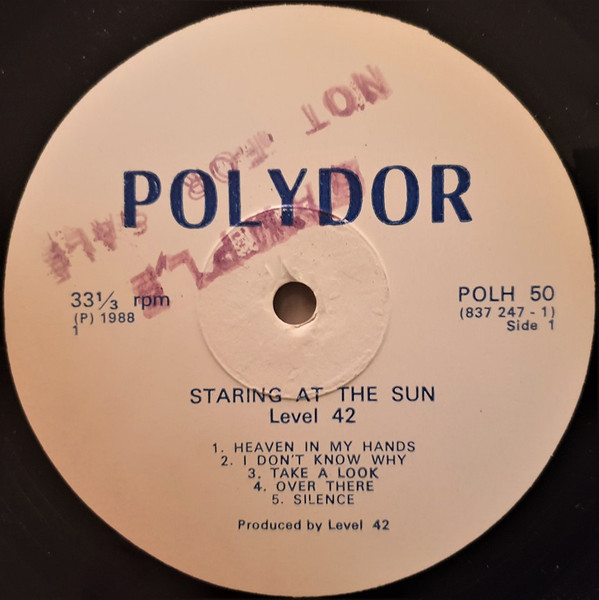 NOT
FOR SALE
SAMPLE
POLYDOR
33⅓ rpm
(P) 1988
1
POLH 50
(837 247 - 1)
Side 1
STARING AT THE SUN
Level 42
1. HEAVEN IN MY HANDS
2. I DON'T KNOW WHY
3. TAKE A LOOK
4. OVER THERE
5. SILENCE
Produced by Level 42